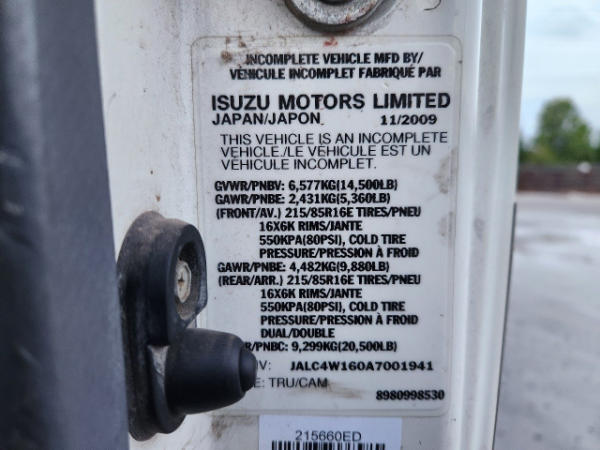 INCOMPLETE VEHICLE MFD BY/
VÉHICULE INCOMPLET FABRIQUÉ PAR
ISUZU MOTORS LIMITED
JAPAN/JAPON 11/2009
THIS VEHICLE IS AN INCOMPLETE
VEHICLE./LE VÉHICULE EST UN
VÉHICULE INCOMPLET.
GVWR/PNBV: 6,577KG(14,500LB)
GAWR/PNBE: 2,431KG(5,360LB)
(FRONT/AV.) 215/85R16E TIRES/PNEU
16X6K RIMS/JANTE
550KPA(80PSI), COLD TIRE
PRESSURE/PRESSION À FROID
GAWR/PNBE: 4,482KG(9,880LB)
(REAR/ARR.) 215/85R16E TIRES/PNEU
16X6K RIMS/JANTE
550KPA(80PSI), COLD TIRE
PRESSURE/PRESSION À FROID
DUAL/DOUBLE
R/PNBC: 9,299KG(20,500LB)
IV: JALC4W160A7001941
E: TRU/CAM
8980998530
215660ED